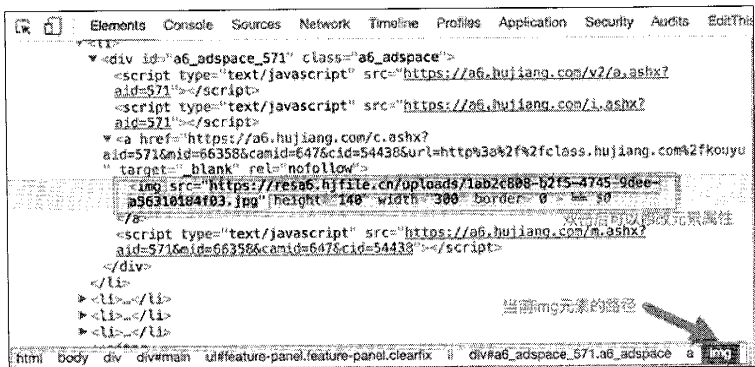 Elements Console Sources Network Timeline Profiles Application Security Audits EditThis
▼<li>
▼<div id="a6_adspace_571" class="a6_adspace">
<script type="text/javascript" src="https://a6.hujiang.com/v2/a.ashx?
aid=571"></script>
<script type="text/javascript" src="https://a6.hujiang.com/i.ashx?
aid=571"></script>
▼<a href="https://a6.hujiang.com/c.ashx?
aid=571&mid=66358&camid=647&cid=54438&url=http%3a%2f%2fclass.hujiang.com%2fkouyu
" target="_blank" rel="nofollow">
<img src="https://resa6.hjfile.cn/uploads/1ab2c808-b2f5-4745-9dee-
a56310184f03.jpg" height="140" width="300" border="0"> == $0
</a>
双击后可以修改元素属性
<script type="text/javascript" src="https://a6.hujiang.com/m.ashx?
aid=571&mid=66358&camid=647&cid=54438"></script>
</div>
</li>
▶<li>…</li>
▶<li>…</li>
▶<li>…</li>
当前img元素的路径
html body div div#main ul#feature-panel.feature-panel.clearfix li div#a6_adspace_571.a6_adspace a img